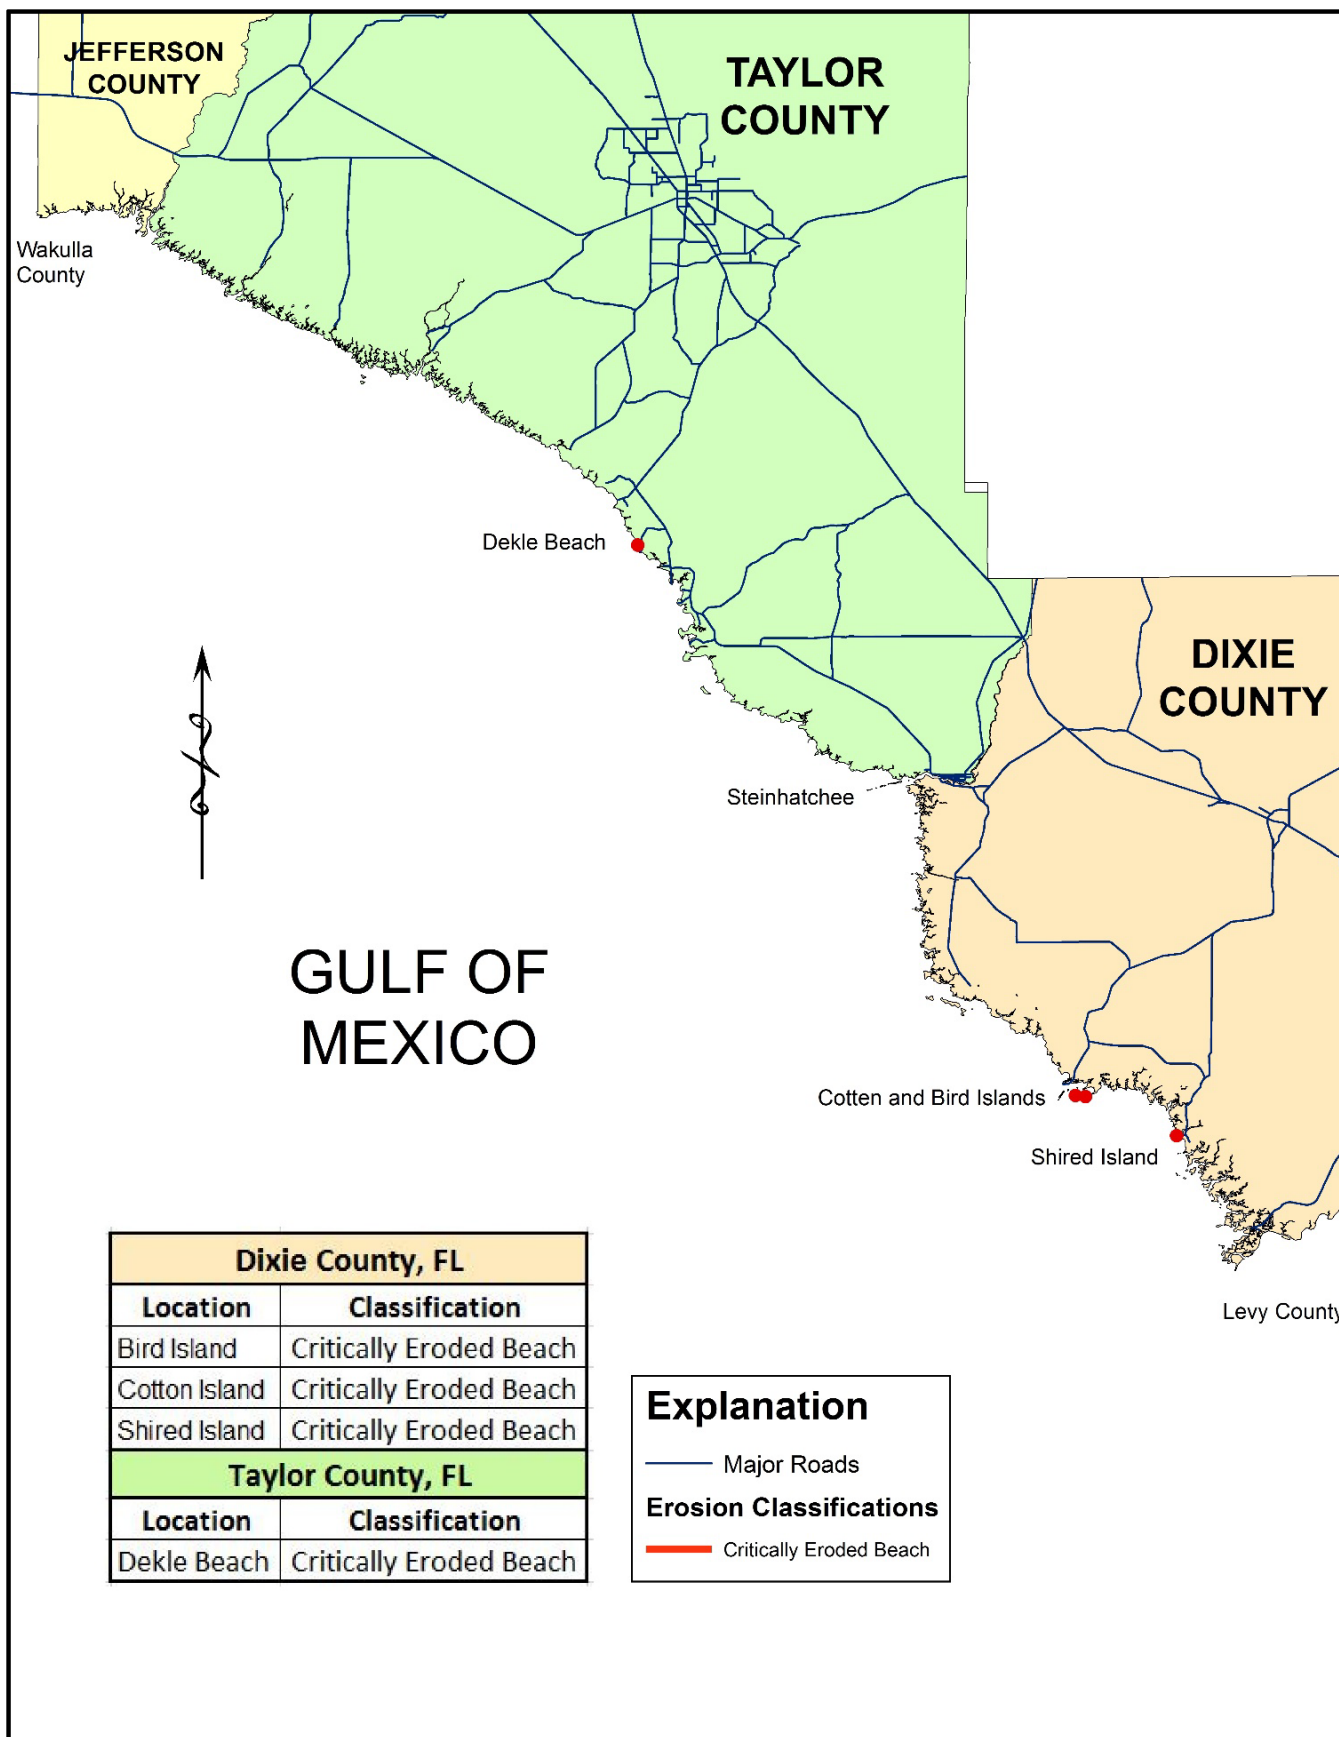 JEFFERSON
COUNTY
TAYLOR
COUNTY
Wakulla
County
Dekle Beach
DIXIE
COUNTY
Steinhatchee
GULF OF
MEXICO
Cotten and Bird Islands
Shired Island
Levy County
Dixie County, FL
Location Classification
Bird Island Critically Eroded Beach
Cotton Island Critically Eroded Beach
Shired Island Critically Eroded Beach
Taylor County, FL
Location Classification
Dekle Beach Critically Eroded Beach
Explanation
Major Roads
Erosion Classifications
Critically Eroded Beach